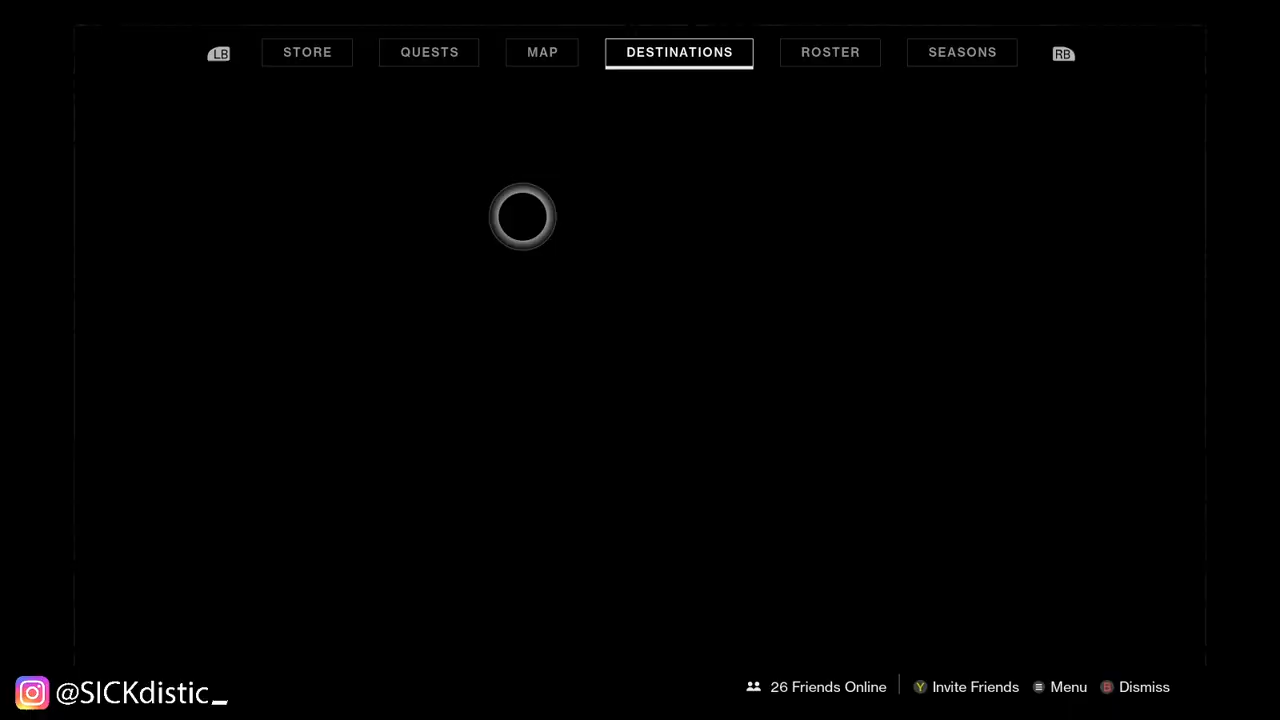 LB STORE QUESTS MAP DESTINATIONS ROSTER SEASONS RB
@SICKdistic_ 26 Friends Online Y Invite Friends Menu B Dismiss